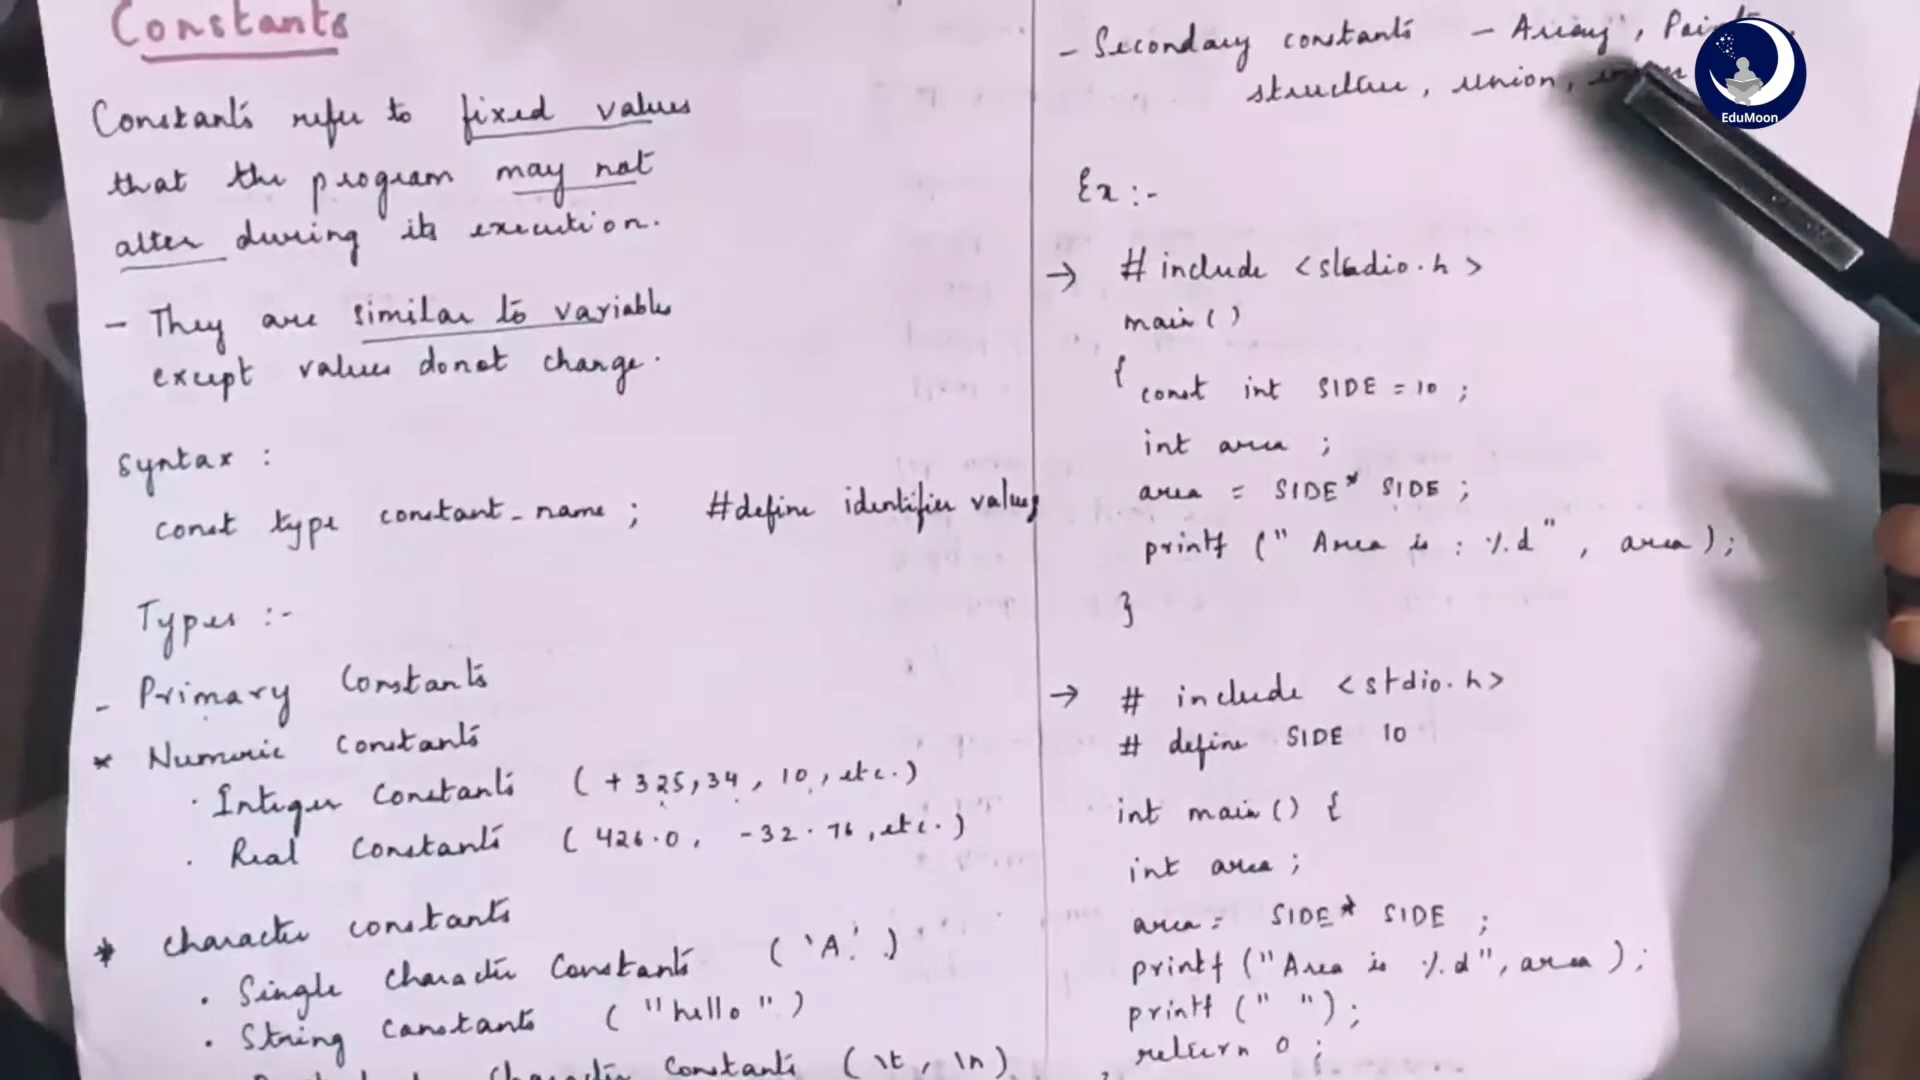 Constants
Constants refer to fixed values
that the program may not
alter during its execution.
- They are similar to variables
except values donot change.
Syntax :
const type constant_name ; #define identifier value;
Types :-
- Primary Constants
* Numeric Constants
· Integer Constants ( +325, 34, 10, etc.)
· Real Constants ( 426.0, -32.76, etc.)
* Character constants
· Single Character Constants ( 'A'. )
· String Constants ( "hello" )
Character Constants ( \t, \n )
- Secondary constants - Array,
structure, union,
Ex :-
→ # include <stadio.h >
main ( )
{
const int SIDE = 10 ;
int area ;
area = SIDE* SIDE ;
printf (" Area is : %d" , area ) ;
}
→ # include <stdio.h>
# define SIDE 10
int main () {
int area ;
area = SIDE* SIDE ;
printf ("Area is %d", area ) ;
printf (" ") ;
return 0 ;
EduMoon